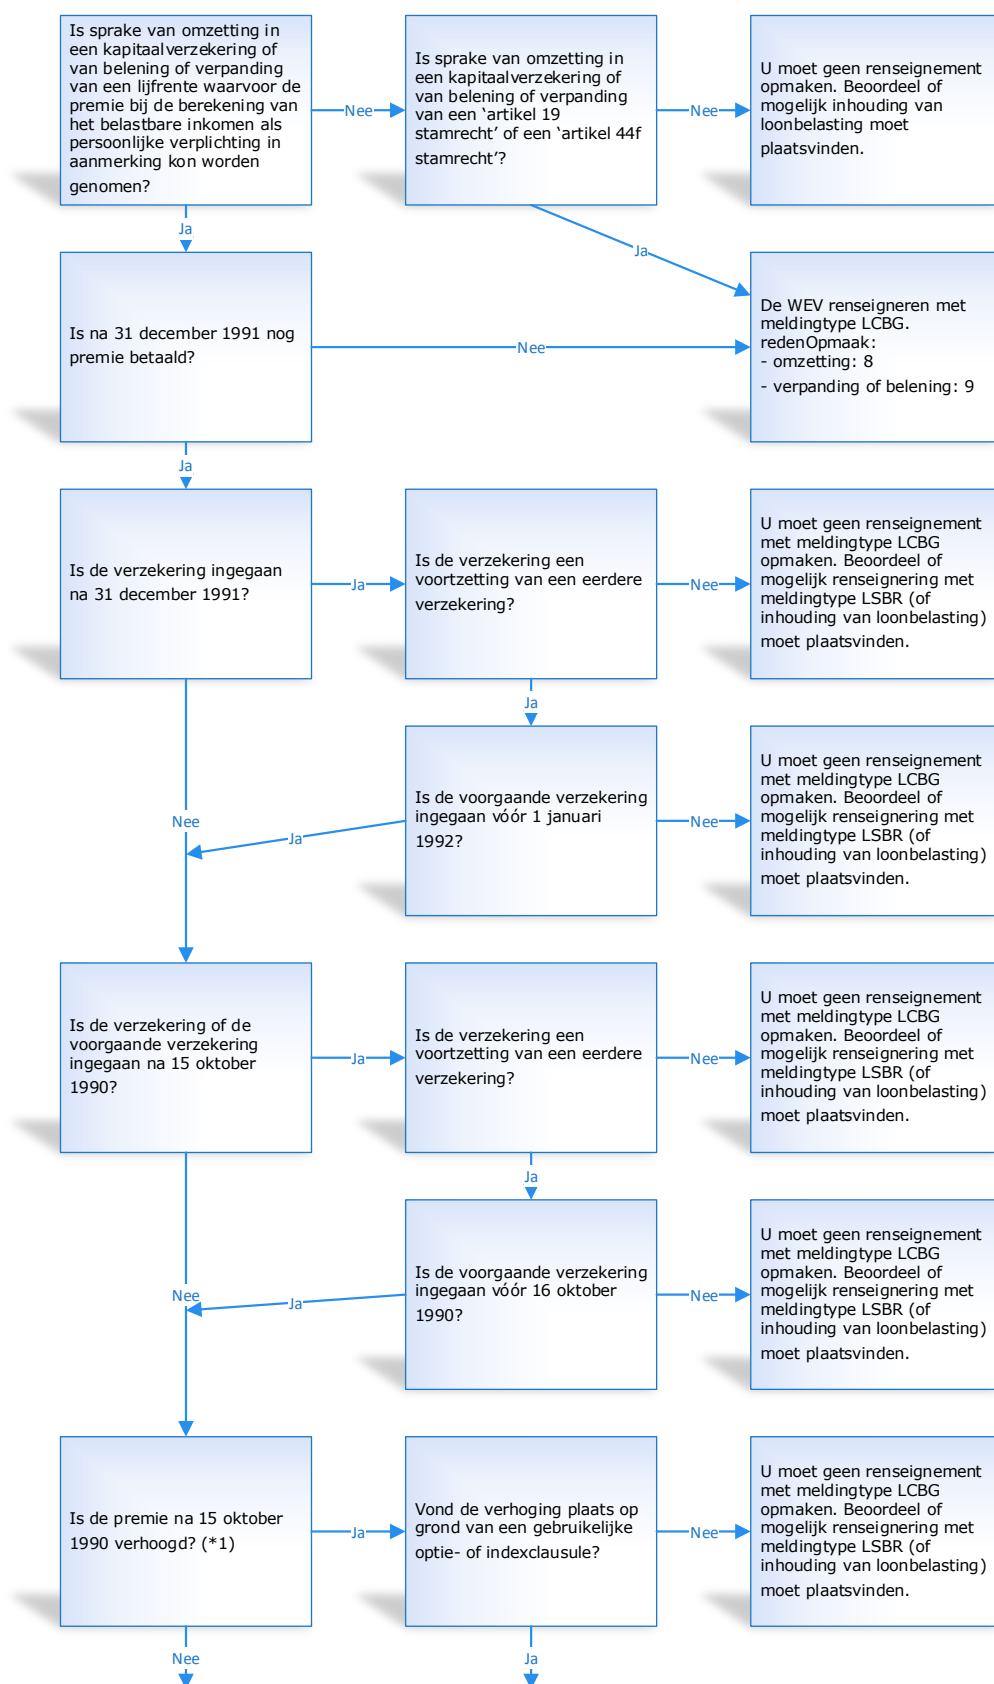 Is sprake van omzetting in
een kapitaalverzekering of
van belening of verpanding
van een lijfrente waarvoor de
premie bij de berekening van
het belastbare inkomen als
persoonlijke verplichting in
aanmerking kon worden
genomen?
Nee
Is sprake van omzetting in
een kapitaalverzekering of
van belening of verpanding
van een ‘artikel 19
stamrecht’ of een ‘artikel 44f
stamrecht’?
Nee
U moet geen renseignement
opmaken. Beoordeel of
mogelijk inhouding van
loonbelasting moet
plaatsvinden.
Ja
Ja
Is na 31 december 1991 nog
premie betaald?
Nee
De WEV renseigneren met
meldingtype LCBG.
redenOpmaak:
- omzetting: 8
- verpanding of belening: 9
Ja
Is de verzekering ingegaan
na 31 december 1991?
Ja
Is de verzekering een
voortzetting van een eerdere
verzekering?
Nee
U moet geen renseignement
met meldingtype LCBG
opmaken. Beoordeel of
mogelijk renseignering met
meldingtype LSBR (of
inhouding van loonbelasting)
moet plaatsvinden.
Ja
Nee
Ja
Is de voorgaande verzekering
ingegaan vóór 1 januari
1992?
Nee
U moet geen renseignement
met meldingtype LCBG
opmaken. Beoordeel of
mogelijk renseignering met
meldingtype LSBR (of
inhouding van loonbelasting)
moet plaatsvinden.
Is de verzekering of de
voorgaande verzekering
ingegaan na 15 oktober
1990?
Ja
Is de verzekering een
voortzetting van een eerdere
verzekering?
Nee
U moet geen renseignement
met meldingtype LCBG
opmaken. Beoordeel of
mogelijk renseignering met
meldingtype LSBR (of
inhouding van loonbelasting)
moet plaatsvinden.
Ja
Nee
Ja
Is de voorgaande verzekering
ingegaan vóór 16 oktober
1990?
Nee
U moet geen renseignement
met meldingtype LCBG
opmaken. Beoordeel of
mogelijk renseignering met
meldingtype LSBR (of
inhouding van loonbelasting)
moet plaatsvinden.
Is de premie na 15 oktober
1990 verhoogd? (*1)
Ja
Vond de verhoging plaats op
grond van een gebruikelijke
optie- of indexclausule?
Nee
U moet geen renseignement
met meldingtype LCBG
opmaken. Beoordeel of
mogelijk renseignering met
meldingtype LSBR (of
inhouding van loonbelasting)
moet plaatsvinden.
Nee
Ja